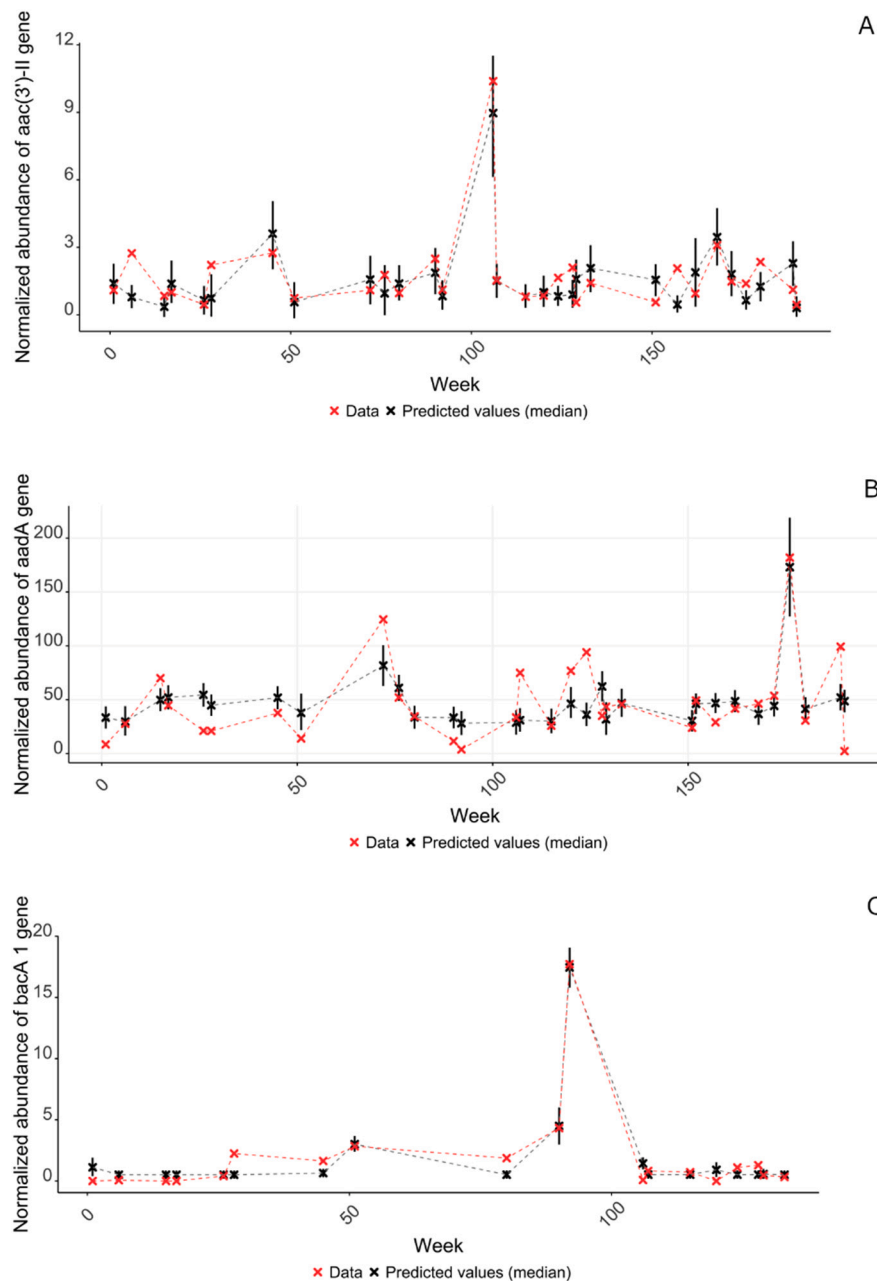 A
Normalized abundance of aac(3')-II gene
12
9
6
3
0
0
50
100
150
Week
Data Predicted values (median)
B
Normalized abundance of aadA gene
200
150
100
50
0
0
50
100
150
Week
Data Predicted values (median)
C
Normalized abundance of bacA 1 gene
20
15
10
5
0
0
50
100
Week
Data Predicted values (median)